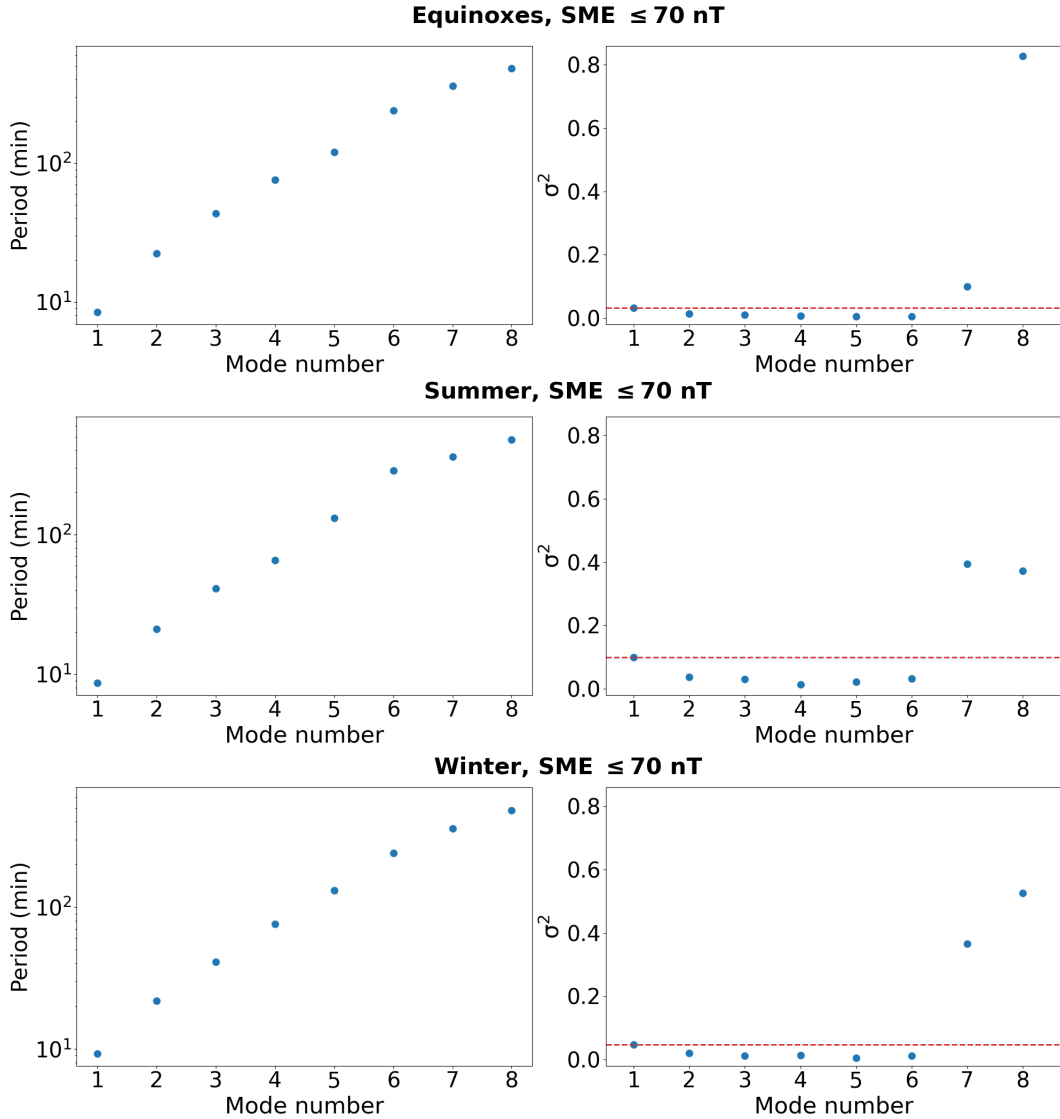 Equinoxes, SME ≤ 70 nT
Period (min)
10²
10¹
1 2 3 4 5 6 7 8
Mode number
σ²
0.8
0.6
0.4
0.2
0.0
1 2 3 4 5 6 7 8
Mode number
Summer, SME ≤ 70 nT
Period (min)
10²
10¹
1 2 3 4 5 6 7 8
Mode number
σ²
0.8
0.6
0.4
0.2
0.0
1 2 3 4 5 6 7 8
Mode number
Winter, SME ≤ 70 nT
Period (min)
10²
10¹
1 2 3 4 5 6 7 8
Mode number
σ²
0.8
0.6
0.4
0.2
0.0
1 2 3 4 5 6 7 8
Mode number